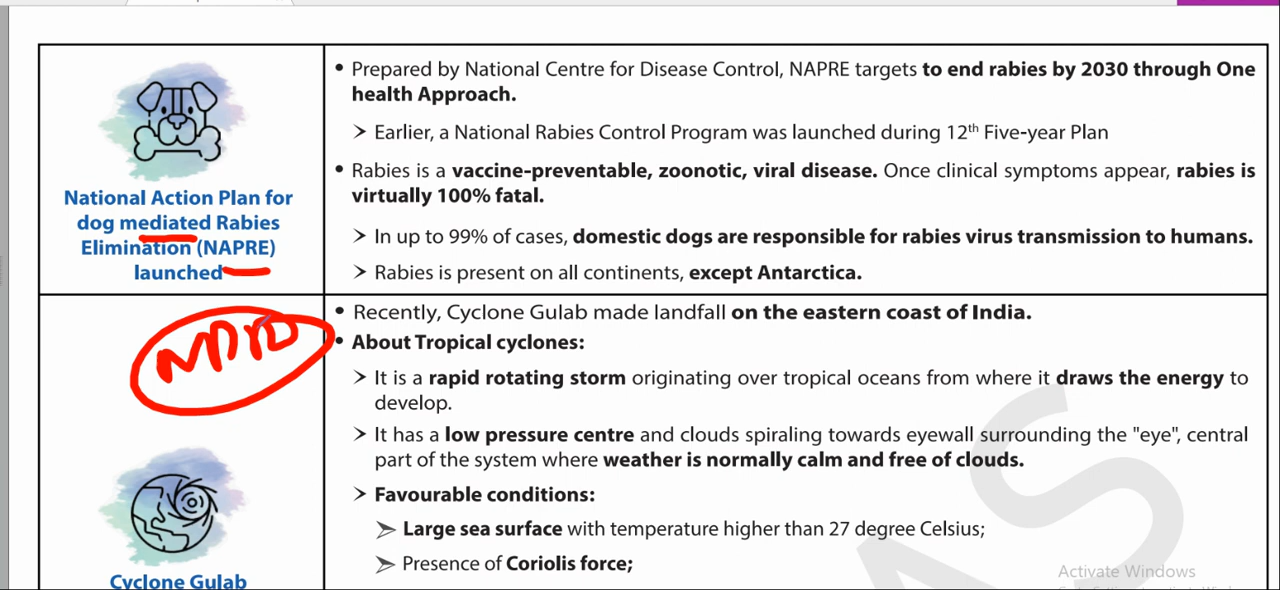 National Action Plan for
dog mediated Rabies
Elimination (NAPRE)
launched
• Prepared by National Centre for Disease Control, NAPRE targets to end rabies by 2030 through One
health Approach.
➤ Earlier, a National Rabies Control Program was launched during 12th Five-year Plan
• Rabies is a vaccine-preventable, zoonotic, viral disease. Once clinical symptoms appear, rabies is
virtually 100% fatal.
➤ In up to 99% of cases, domestic dogs are responsible for rabies virus transmission to humans.
➤ Rabies is present on all continents, except Antarctica.
Cyclone Gulab
• Recently, Cyclone Gulab made landfall on the eastern coast of India.
• About Tropical cyclones:
➤ It is a rapid rotating storm originating over tropical oceans from where it draws the energy to
develop.
➤ It has a low pressure centre and clouds spiraling towards eyewall surrounding the "eye", central
part of the system where weather is normally calm and free of clouds.
➤ Favourable conditions:
➤ Large sea surface with temperature higher than 27 degree Celsius;
➤ Presence of Coriolis force;
Activate Windows